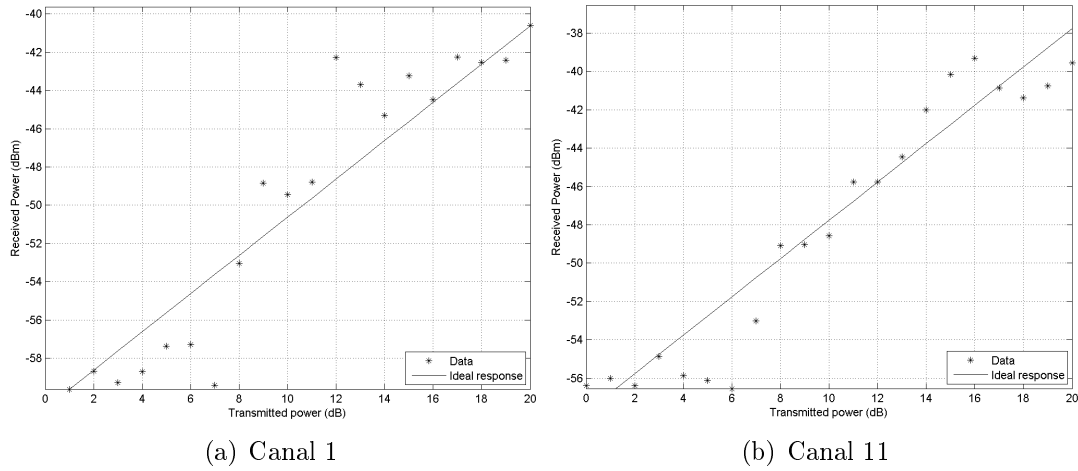 -40
-42
-44
-46
-48
-50
-52
-54
-56
-58
0 2 4 6 8 10 12 14 16 18 20
Received Power (dBm)
Transmitted power (dB)
Data
Ideal response
(a) Canal 1
-38
-40
-42
-44
-46
-48
-50
-52
-54
-56
0 2 4 6 8 10 12 14 16 18 20
Received Power (dBm)
Transmitted power (dB)
Data
Ideal response
(b) Canal 11